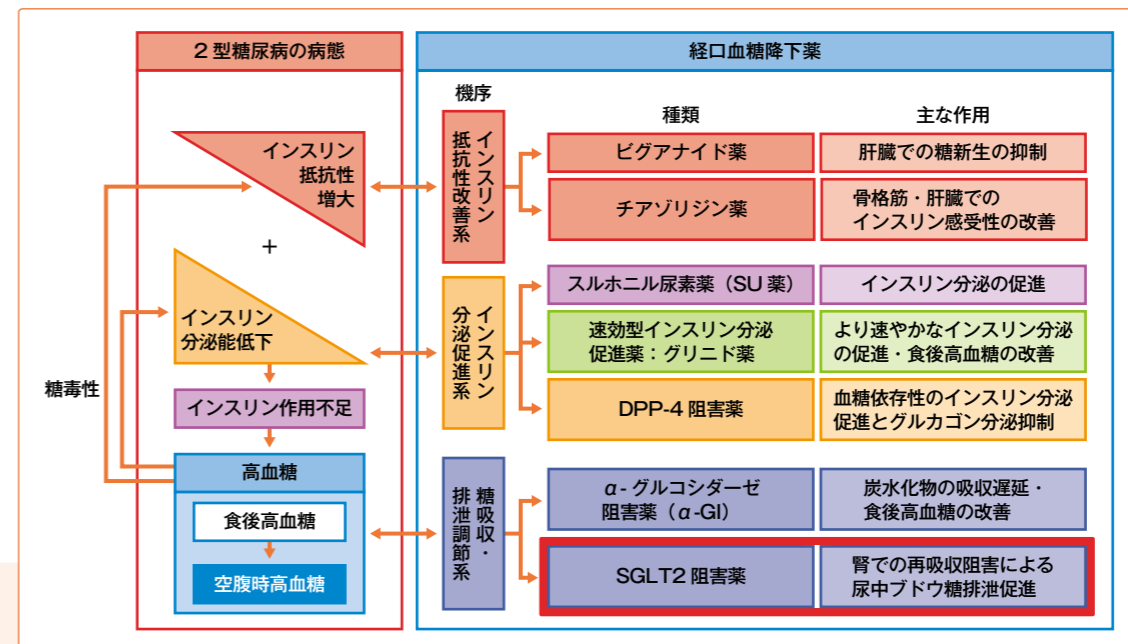 2型糖尿病の病態
インスリン
抵抗性
増大
+
インスリン
分泌能低下
インスリン作用不足
高血糖
食後高血糖
空腹時高血糖
糖毒性
経口血糖降下薬
機序
種類
主な作用
インスリン
抵抗性改善系
ビグアナイド薬
肝臓での糖新生の抑制
チアゾリジン薬
骨格筋・肝臓での
インスリン感受性の改善
インスリン
分泌促進系
スルホニル尿素薬(SU薬)
インスリン分泌の促進
速効型インスリン分泌
促進薬:グリニド薬
より速やかなインスリン分泌
の促進・食後高血糖の改善
DPP-4 阻害薬
血糖依存性のインスリン分泌
促進とグルカゴン分泌抑制
糖吸収・
排泄調節系
α-グルコシダーゼ
阻害薬(α-GI)
炭水化物の吸収遅延・
食後高血糖の改善
SGLT2 阻害薬
腎での再吸収阻害による
尿中ブドウ糖排泄促進